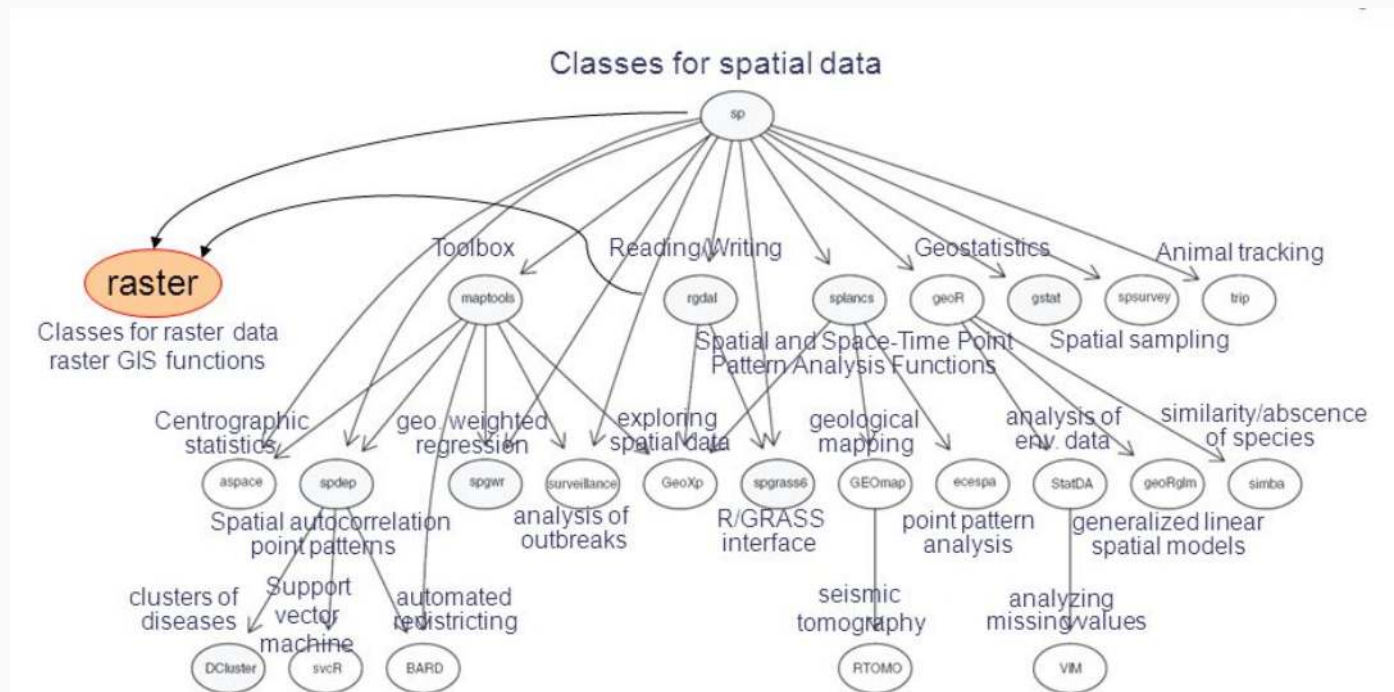 Classes for spatial data
sp
Toolbox
Reading/Writing
Geostatistics
Animal tracking
raster
maptools
rgdal
splancs
geoR
gstat
spsurvey
trip
Classes for raster data
raster GIS functions
Spatial and Space-Time Point
Pattern Analysis Functions
Spatial sampling
Centrographic
statistics
geo. weighted
regression
exploring
spatial data
geological
mapping
analysis of
env. data
similarity/abscence
of species
aspace
spdep
spgwr
surveillance
GeoXp
spgrass6
GEOmap
ecespa
StatDA
geoRglm
simba
Spatial autocorrelation
point patterns
analysis of
outbreaks
R/GRASS
interface
point pattern
analysis
generalized linear
spatial models
clusters of
diseases
Support
vector
machine
automated
redistricting
seismic
tomography
analyzing
missing values
DCluster
svcR
BARD
RTOMO
VIM